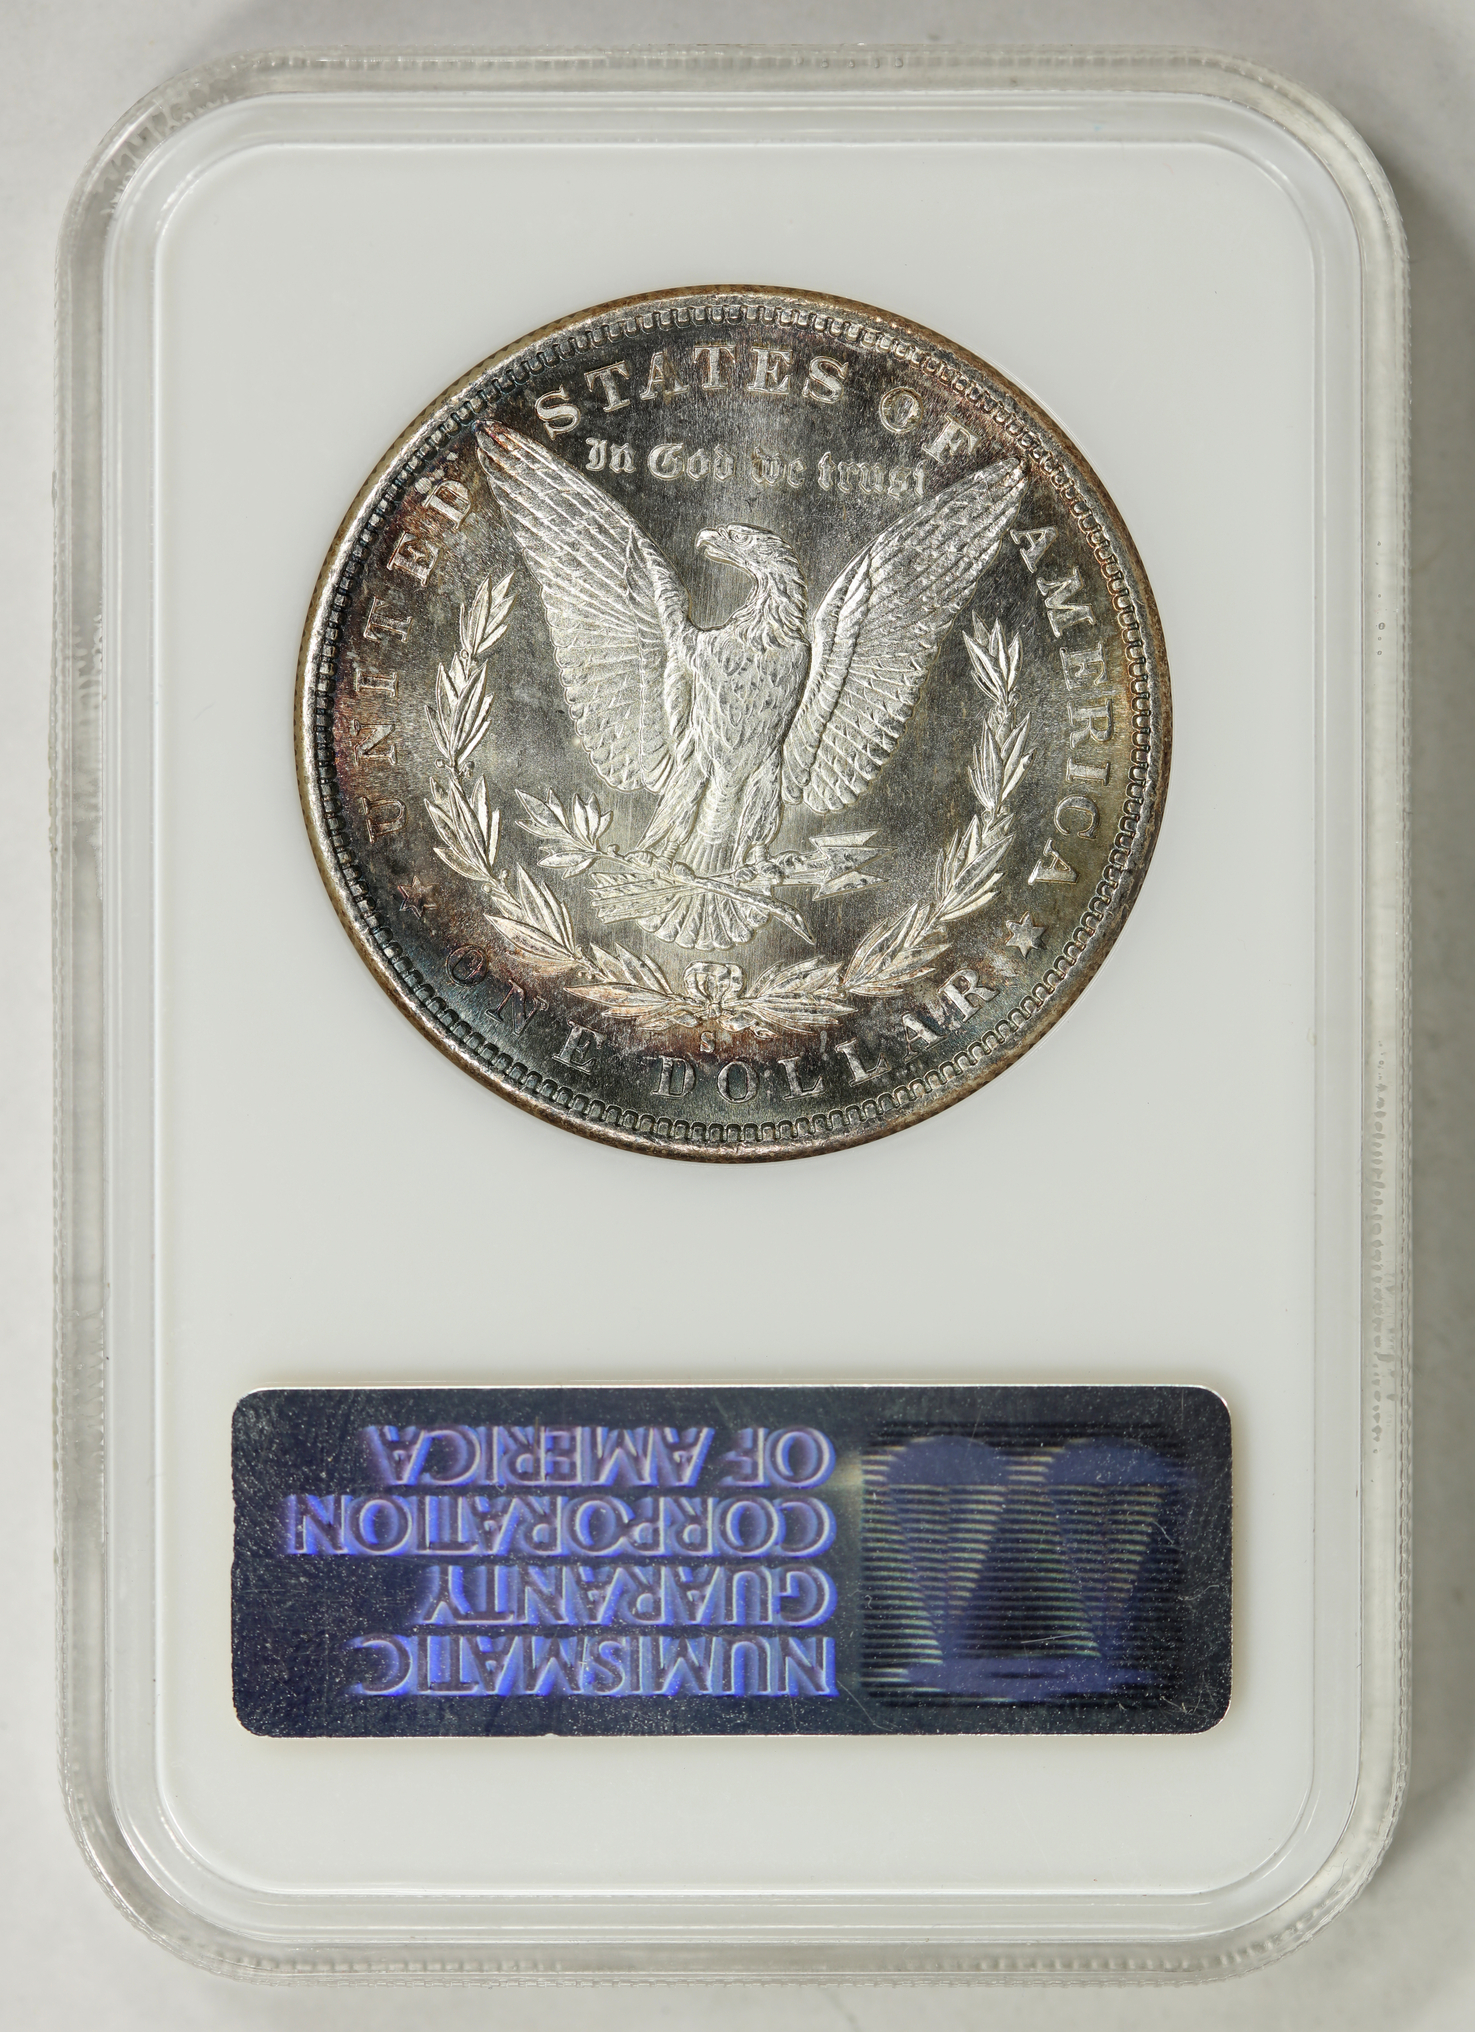 UNITED STATES OF AMERICA
In God we trust
S
★ ONE DOLLAR ★
NUMISMATIC
GUARANTY
CORPORATION
OF AMERICA